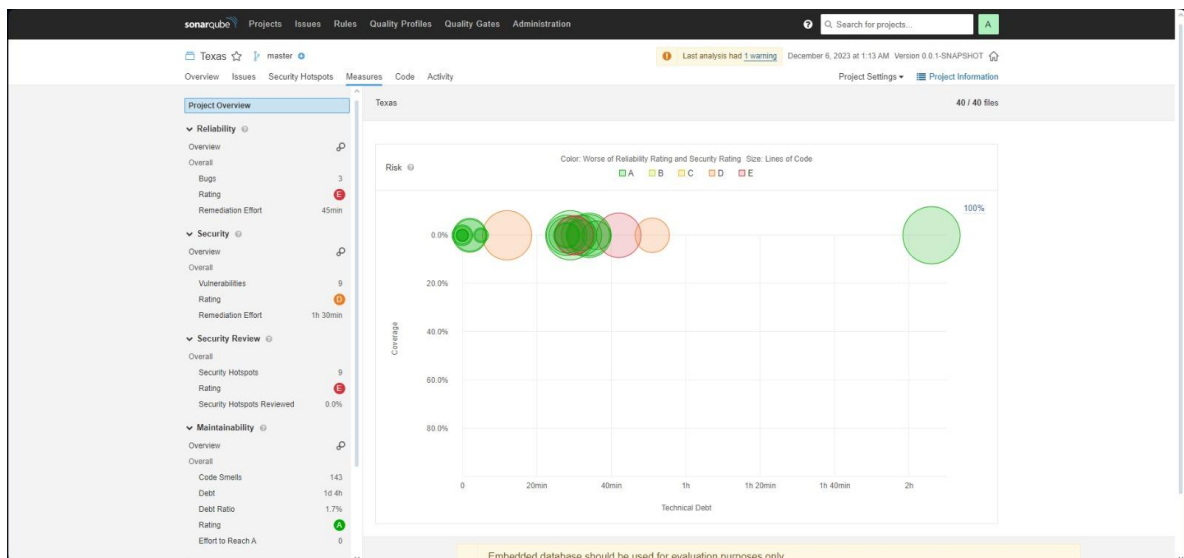 sonarqube Projects Issues Rules Quality Profiles Quality Gates Administration ? Search for projects... A
Texas master Last analysis had 1 warning December 6, 2023 at 1:13 AM Version 0.0.1-SNAPSHOT
Overview Issues Security Hotspots Measures Code Activity Project Settings Project Information
Project Overview
Reliability
Overview
Overall
Bugs 3
Rating E
Remediation Effort 45min
Security
Overview
Overall
Vulnerabilities 9
Rating D
Remediation Effort 1h 30min
Security Review
Overall
Security Hotspots 9
Rating E
Security Hotspots Reviewed 0.0%
Maintainability
Overview
Overall
Code Smells 143
Debt 1d 4h
Debt Ratio 1.7%
Rating A
Effort to Reach A 0
Texas 40 / 40 files
Risk
Color: Worse of Reliability Rating and Security Rating Size: Lines of Code
A B C D E
100%
0.0%
20.0%
40.0%
60.0%
80.0%
Coverage
0 20min 40min 1h 1h 20min 1h 40min 2h
Technical Debt
Embedded database should be used for evaluation purposes only